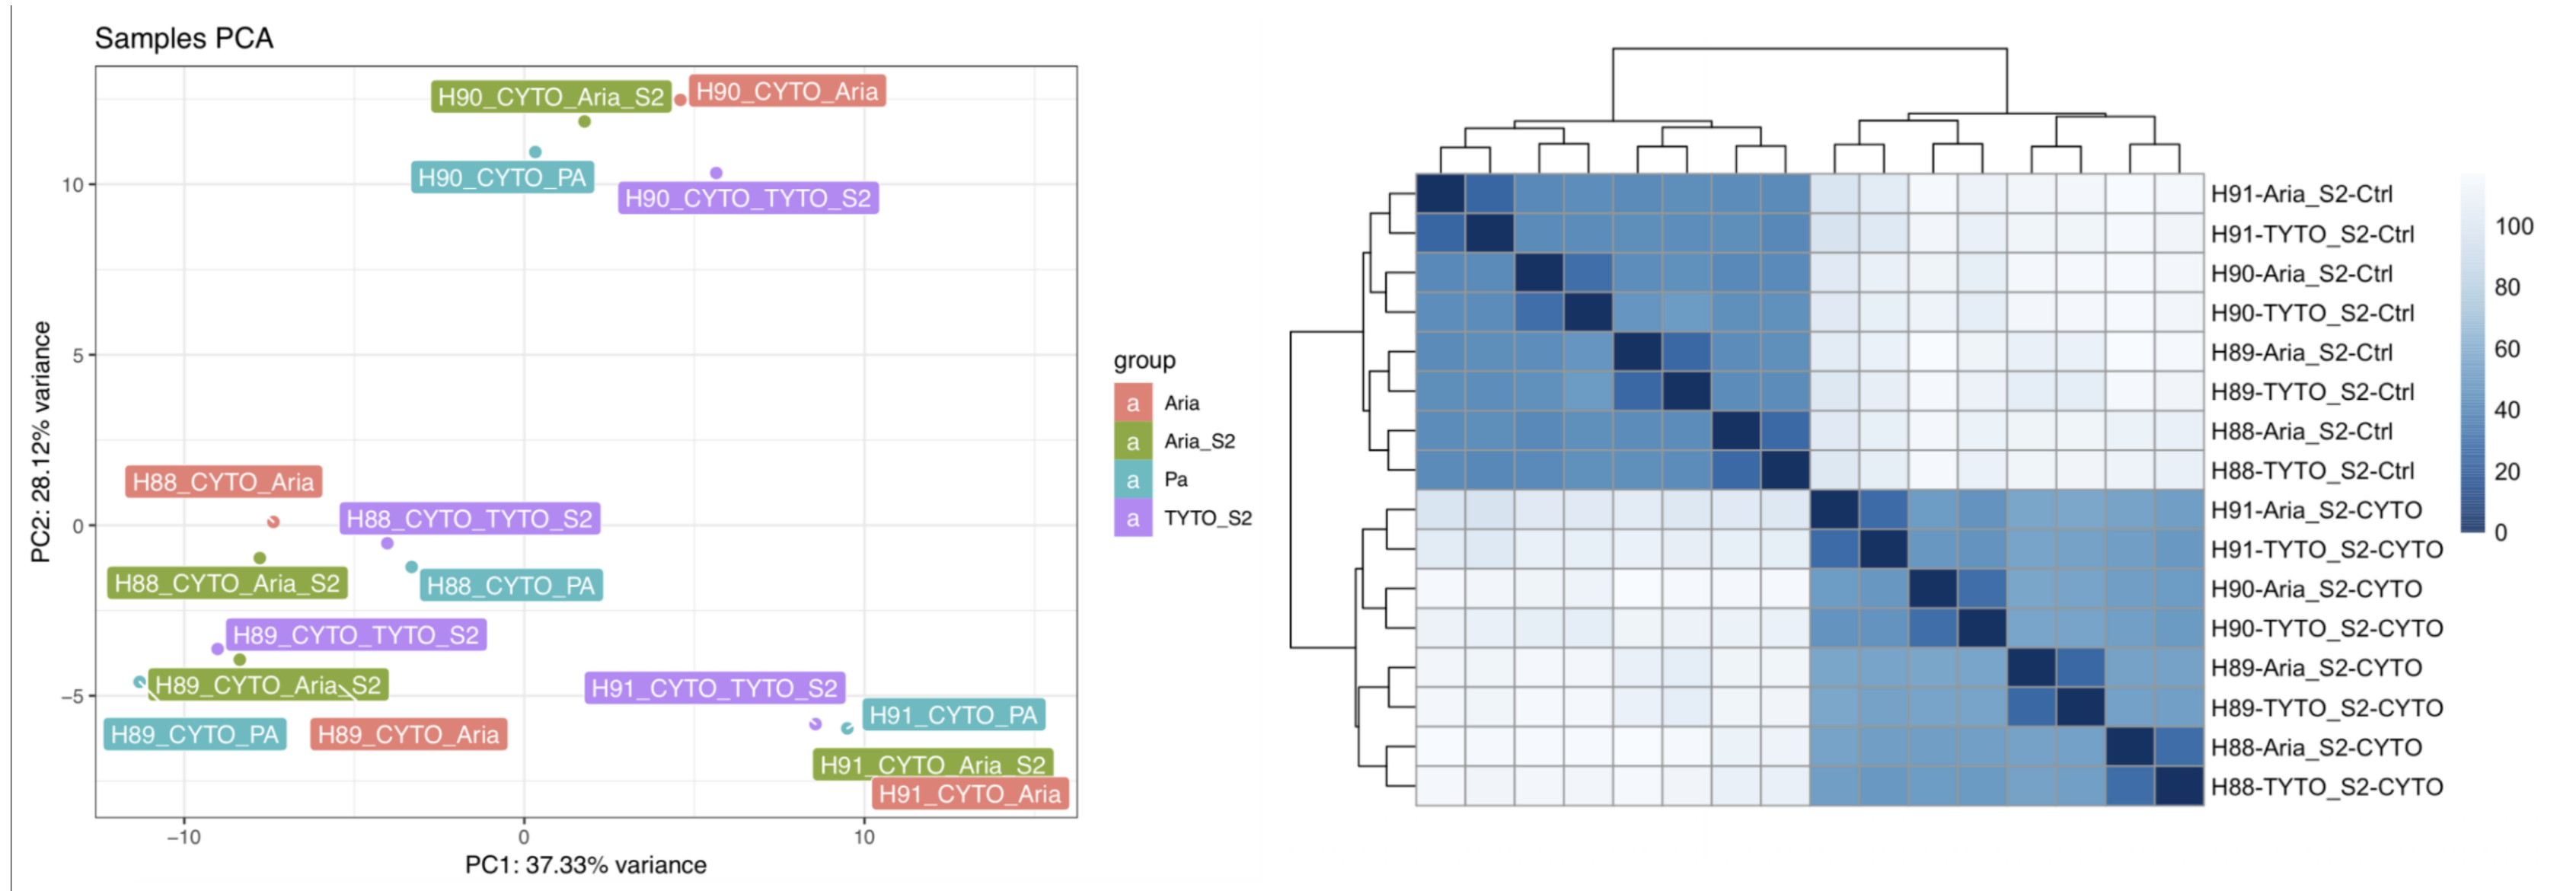 Samples PCA
H90_CYTO_Aria_S2
H90_CYTO_Aria
H90_CYTO_PA
H90_CYTO_TYTO_S2
H88_CYTO_Aria
H88_CYTO_TYTO_S2
H88_CYTO_Aria_S2
H88_CYTO_PA
H89_CYTO_TYTO_S2
H89_CYTO_Aria_S2
H89_CYTO_PA
H89_CYTO_Aria
H91_CYTO_TYTO_S2
H91_CYTO_PA
H91_CYTO_Aria_S2
H91_CYTO_Aria
10
5
0
−5
PC2: 28.12% variance
−10
0
10
PC1: 37.33% variance
group
a Aria
a Aria_S2
a Pa
a TYTO_S2
H91-Aria_S2-Ctrl
H91-TYTO_S2-Ctrl
H90-Aria_S2-Ctrl
H90-TYTO_S2-Ctrl
H89-Aria_S2-Ctrl
H89-TYTO_S2-Ctrl
H88-Aria_S2-Ctrl
H88-TYTO_S2-Ctrl
H91-Aria_S2-CYTO
H91-TYTO_S2-CYTO
H90-Aria_S2-CYTO
H90-TYTO_S2-CYTO
H89-Aria_S2-CYTO
H89-TYTO_S2-CYTO
H88-Aria_S2-CYTO
H88-TYTO_S2-CYTO
100
80
60
40
20
0